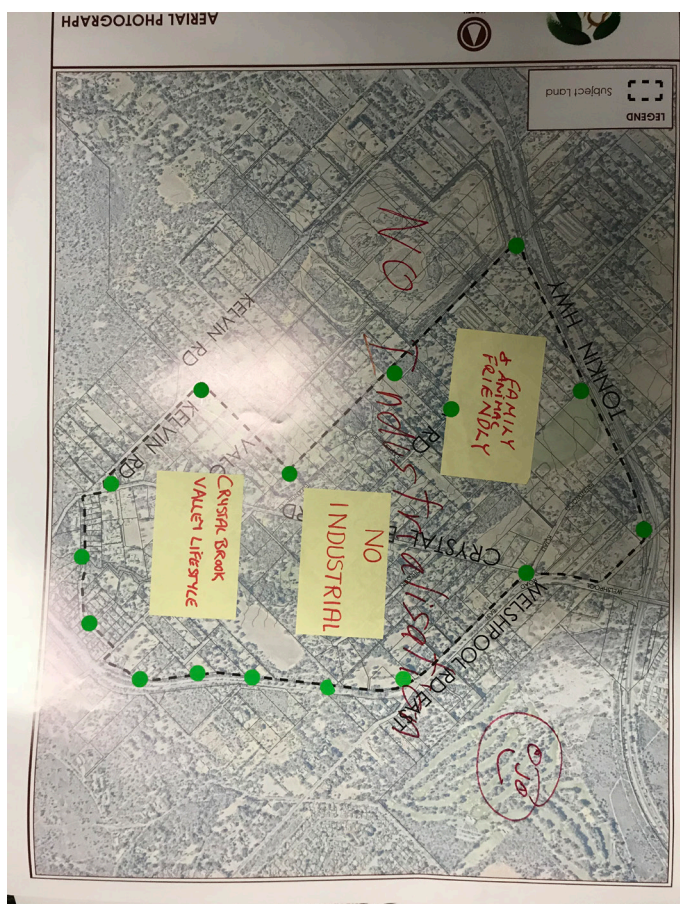 AERIAL PHOTOGRAPH
LEGEND
Subject Land
TONKIN HWY
KELVIN RD
KELVIN RD
RD
RD
CRYSTAL
WELSHPOOL RD EAST
NO Industrialisation
FAMILY
& ANIMAL
FRIENDLY
NO
INDUSTRIAL
CRYSTAL BROOK
VALLEY LIFESTYLE